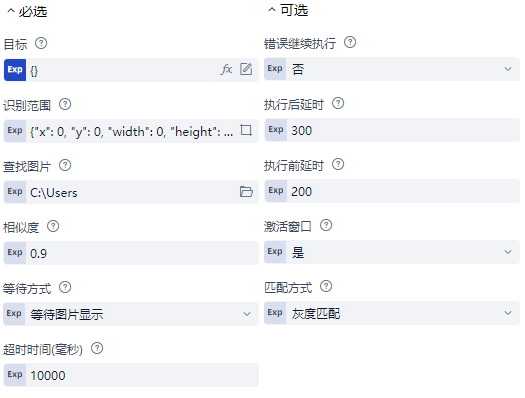 必选
目标
Exp {}
识别范围
Exp {"x": 0, "y": 0, "width": 0, "height": ...
查找图片
Exp C:\Users
相似度
Exp 0.9
等待方式
Exp 等待图片显示
超时时间(毫秒)
Exp 10000
可选
错误继续执行
Exp 否
执行后延时
Exp 300
执行前延时
Exp 200
激活窗口
Exp 是
匹配方式
Exp 灰度匹配